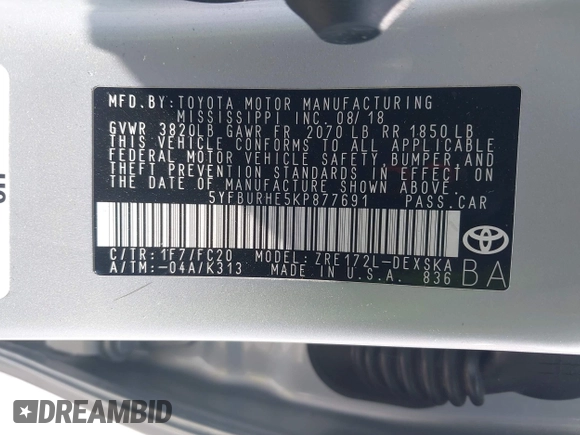 MFD. BY: TOYOTA MOTOR MANUFACTURING
MISSISSIPPI INC. 08/18
GVWR 3820LB GAWR FR 2070 LB RR 1850 LB
THIS VEHICLE CONFORMS TO ALL APPLICABLE
FEDERAL MOTOR VEHICLE SAFETY, BUMPER, AND
THEFT PREVENTION STANDARDS IN EFFECT ON
THE DATE OF MANUFACTURE SHOWN ABOVE.
5YFBURHE5KP877691 PASS.CAR
C/TR: 1F7/FC20 MODEL: ZRE172L-DEXSKA
A/TM: -04A/K313 MADE IN U.S.A. 836
BA
DREAMBID